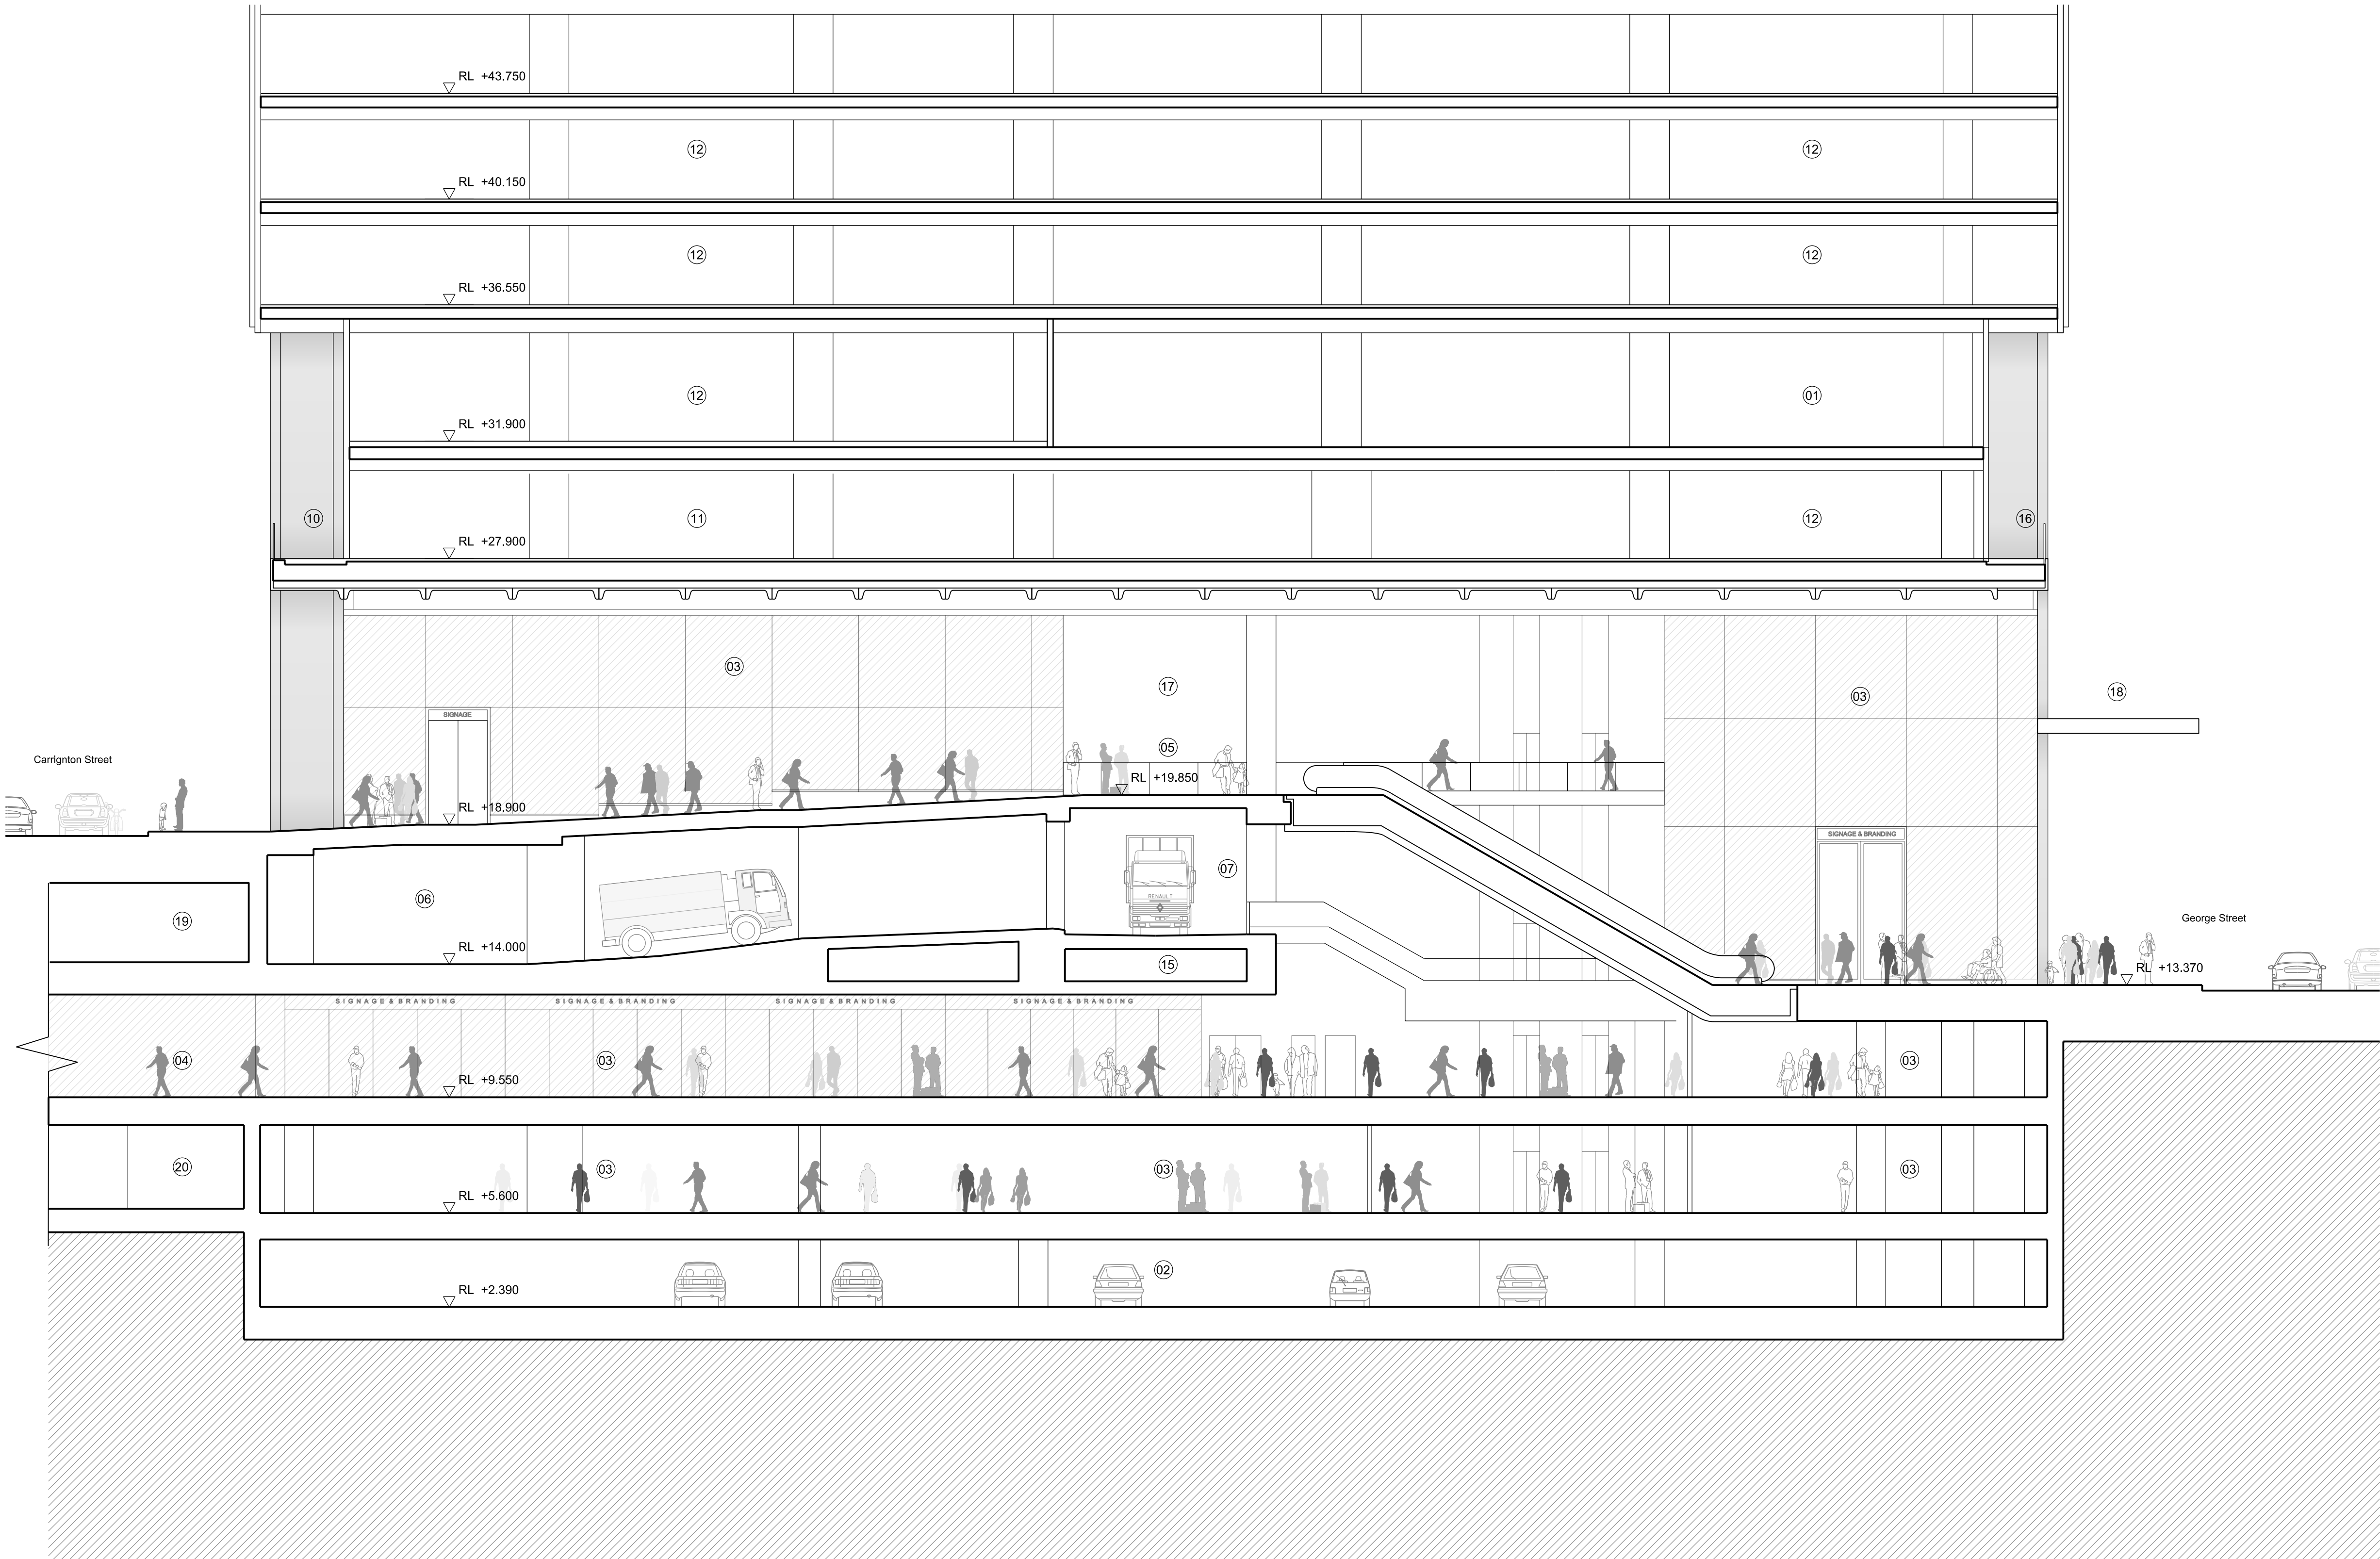 RL +43.750
12
12
RL +40.150
12
12
RL +36.550
12
01
RL +31.900
10
11
12
16
RL +27.900
03
17
03
18
SIGNAGE
05
Carrignton Street
RL +19.850
RL +18.900
SIGNAGE & BRANDING
07
06
RENAULT
19
George Street
RL +14.000
15
RL +13.370
SIGNAGE & BRANDING
SIGNAGE & BRANDING
SIGNAGE & BRANDING
SIGNAGE & BRANDING
04
03
03
RL +9.550
20
03
03
03
RL +5.600
02
RL +2.390